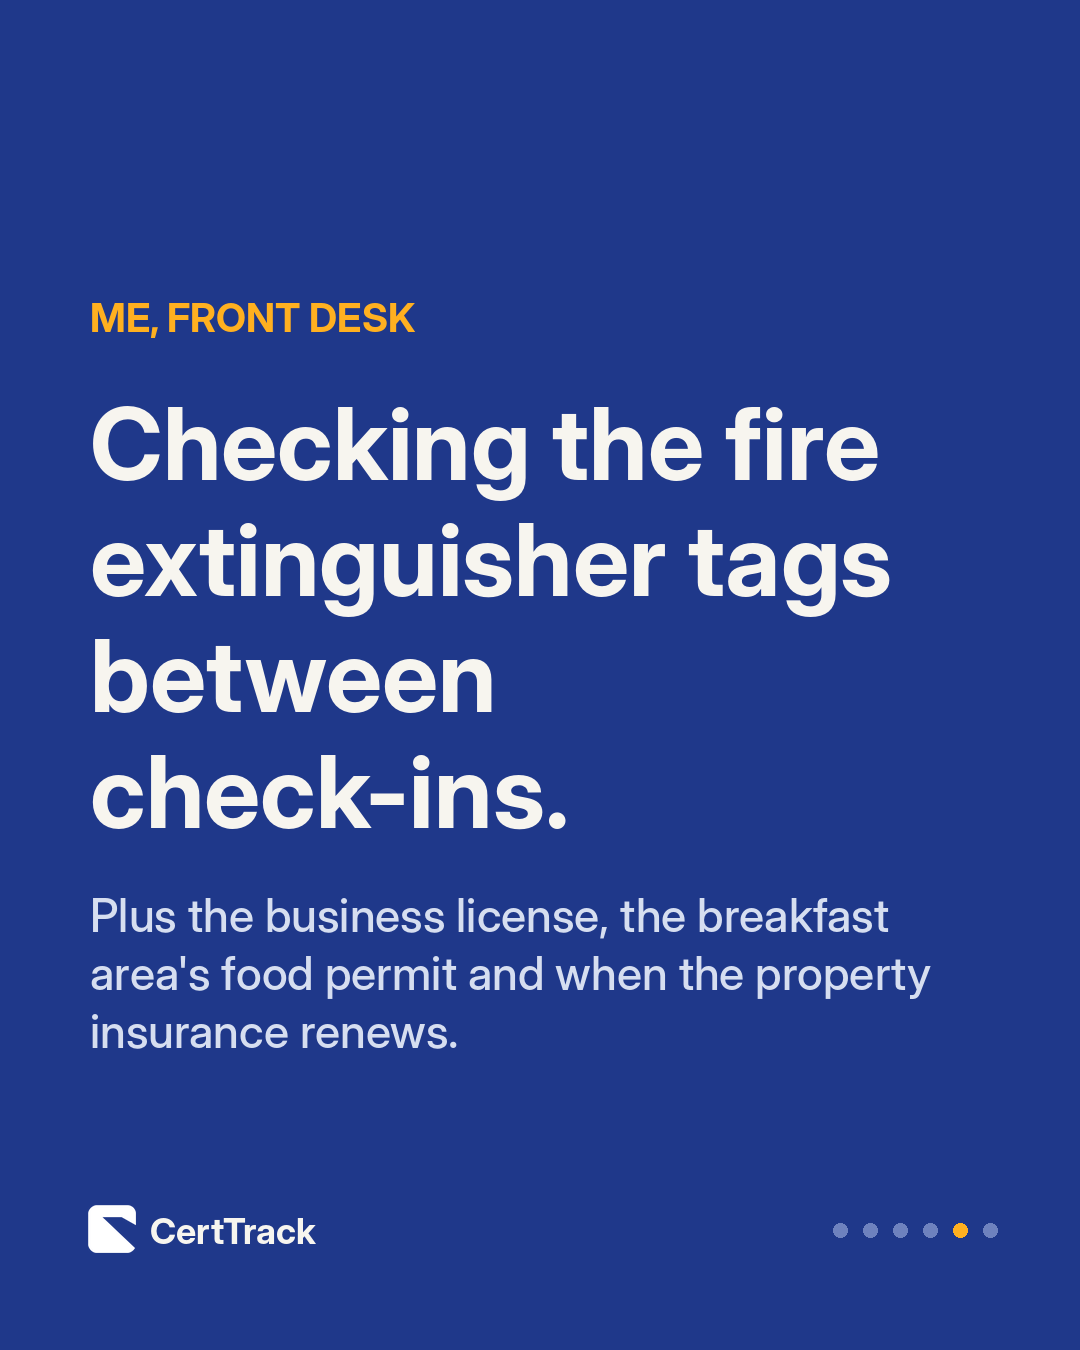 ME, FRONT DESK
Checking the fire
extinguisher tags
between
check-ins.
Plus the business license, the breakfast
area's food permit and when the property
insurance renews.
CertTrack